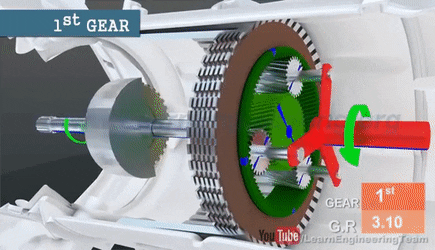 1st GEAR
GEAR 1st
G.R 3.10
YouTube/LearnEngineeringTeam